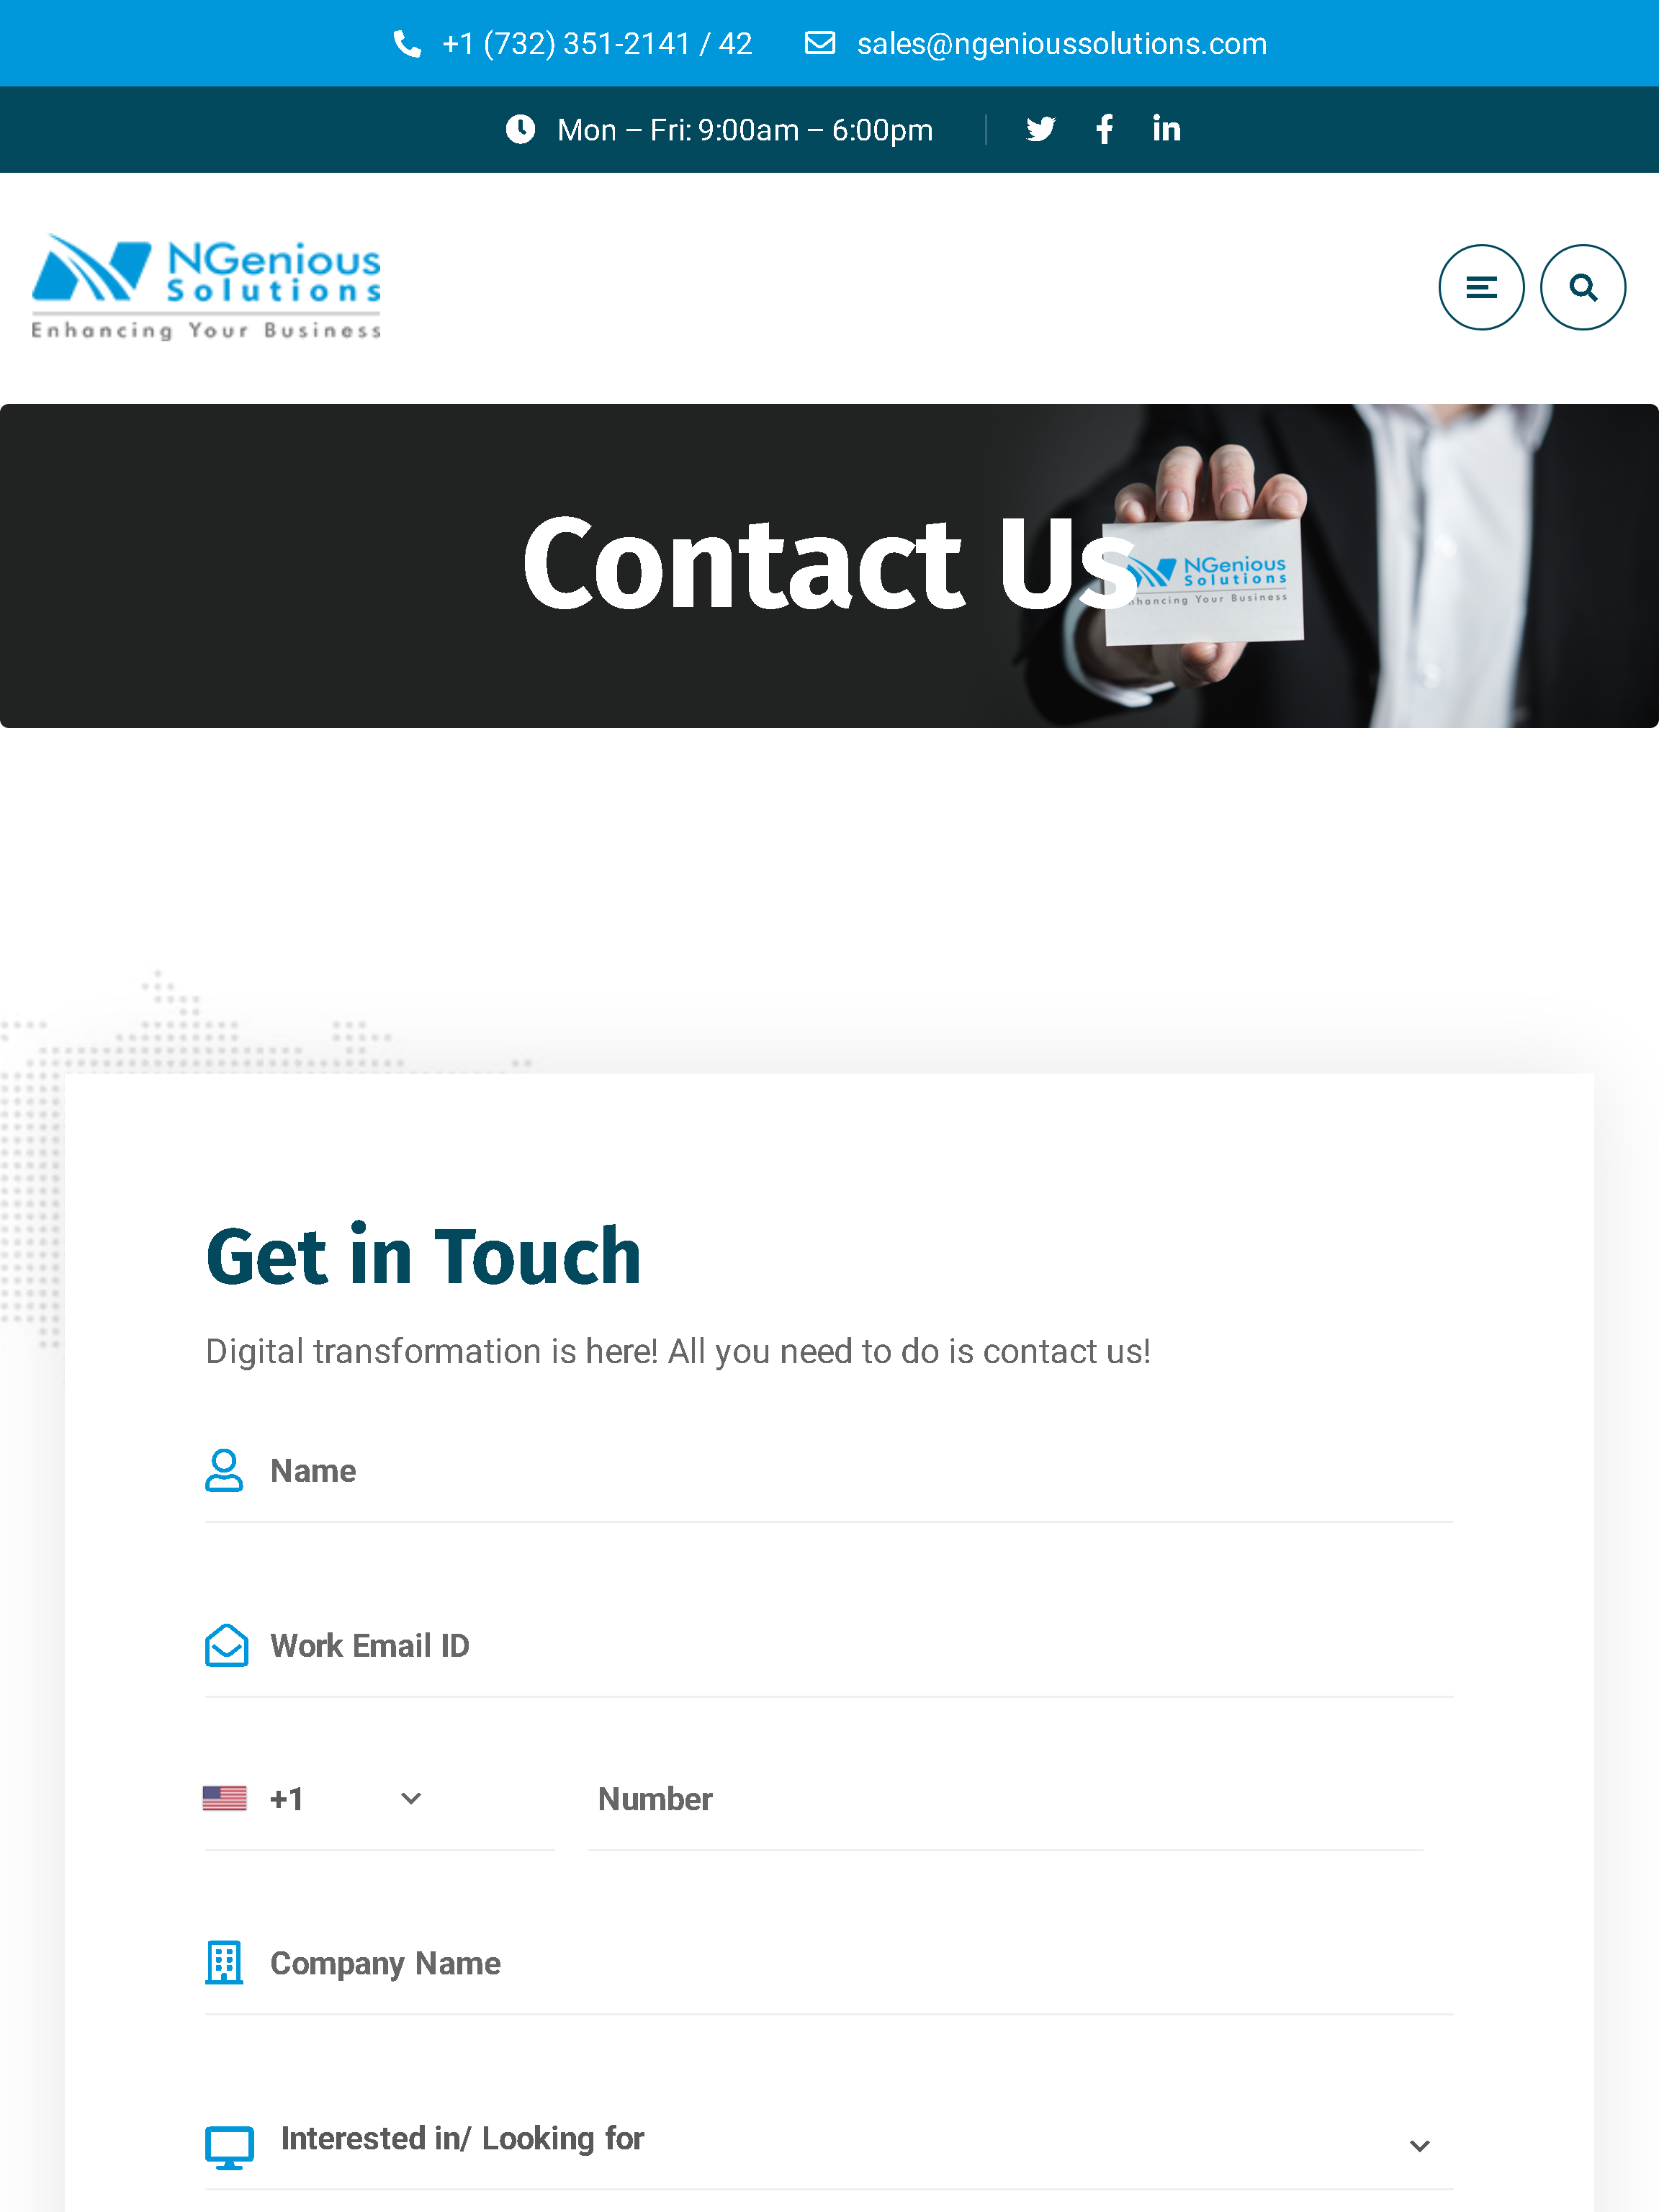 +1 (732) 351-2141 / 42 sales@ngenioussolutions.com
Mon – Fri: 9:00am – 6:00pm
NGenious
Solutions
Enhancing Your Business
Contact Us
NGenious
Solutions
Your Business
Get in Touch
Digital transformation is here! All you need to do is contact us!
Name
Work Email ID
+1 Number
Company Name
Interested in/ Looking for